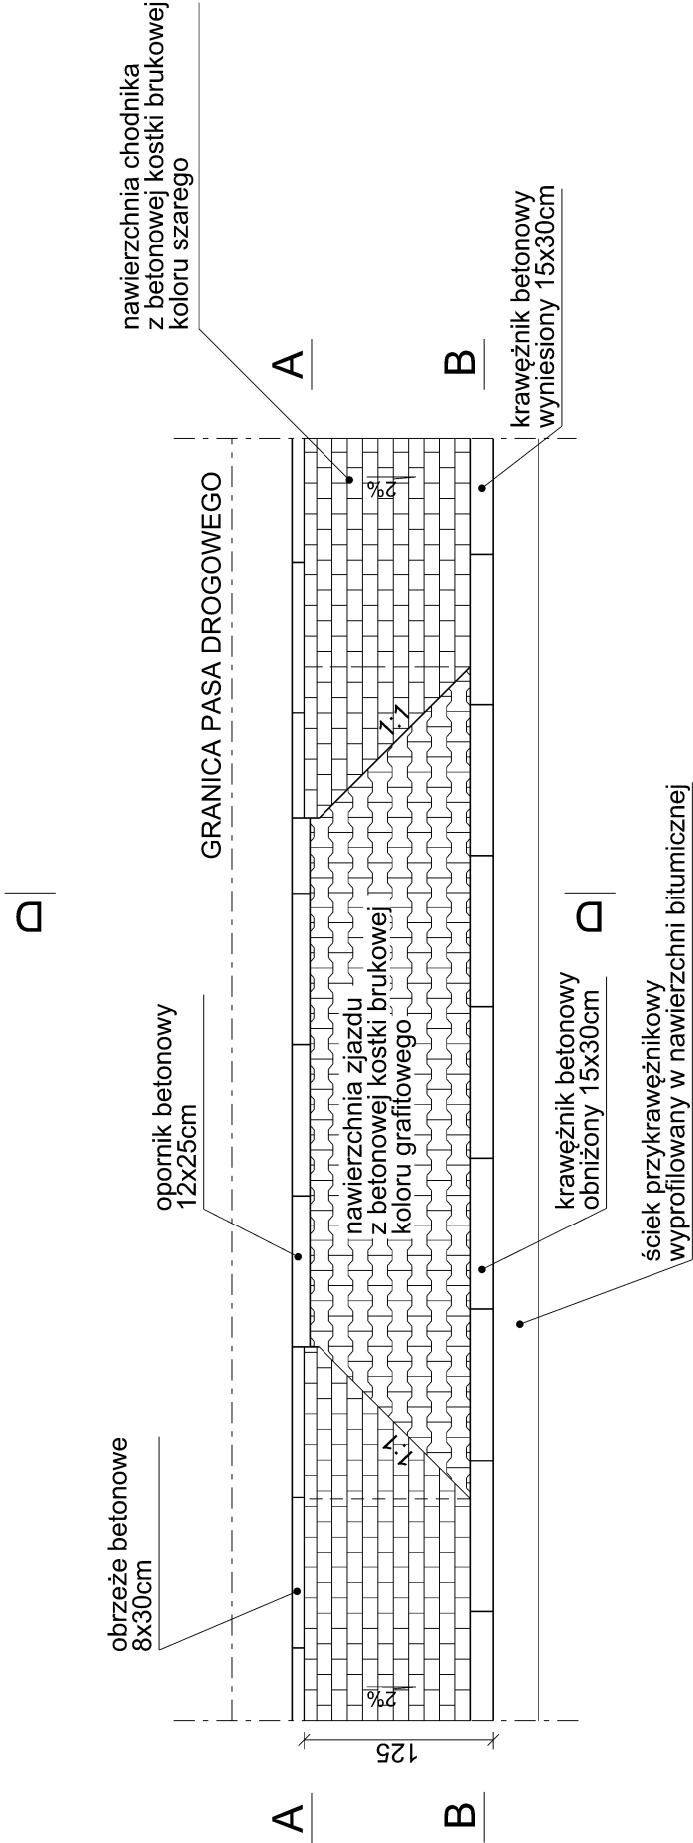 nawierzchnia chodnika
z betonowej kostki brukowej
koloru szarego
A
B
krawężnik betonowy
wyniesiony 15x30cm
2%
GRANICA PASA DROGOWEGO
1:1
D
D
opornik betonowy
12x25cm
nawierzchnia zjazdu
z betonowej kostki brukowej
koloru grafitowego
krawężnik betonowy
obniżony 15x30cm
ściek przykrawężnikowy
wyprofilowany w nawierzchni bitumicznej
1:1
obrzeże betonowe
8x30cm
2%
125
A
B